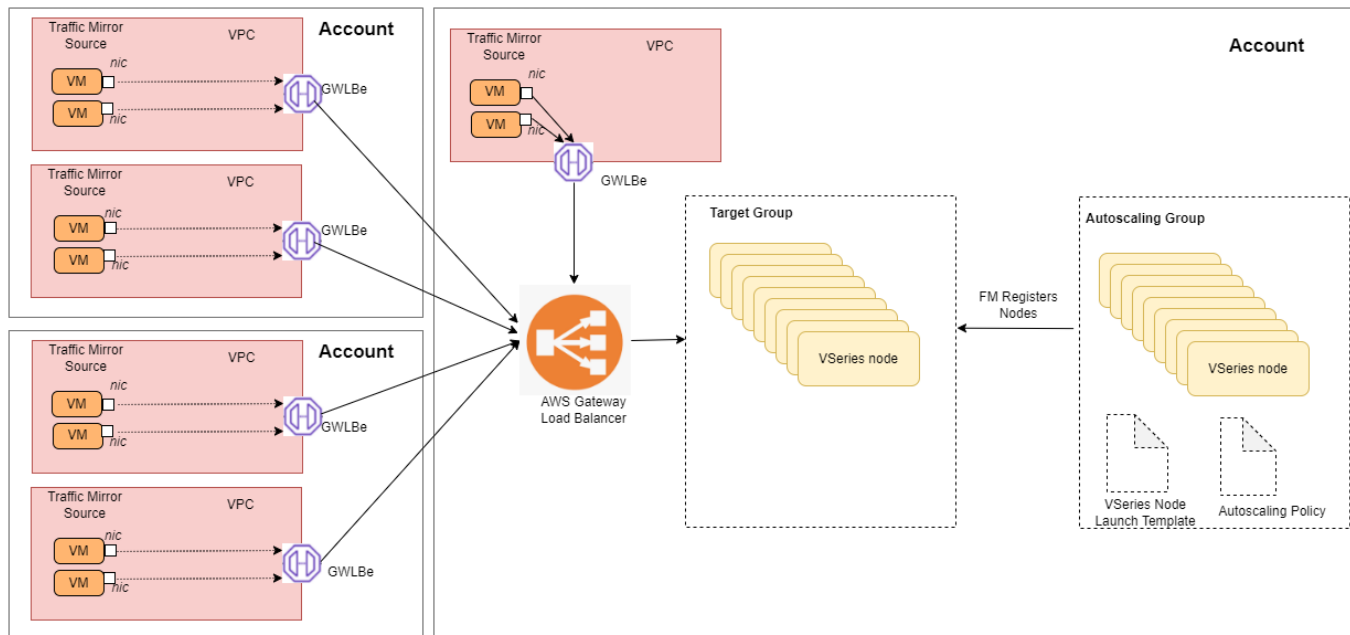 Account
Traffic Mirror
Source
VPC
nic
VM
VM
nic
GWLBe
Traffic Mirror
Source
VPC
nic
VM
VM
nic
GWLBe
Account
Traffic Mirror
Source
VPC
nic
VM
VM
nic
GWLBe
Traffic Mirror
Source
VPC
nic
VM
VM
nic
GWLBe
Account
Traffic Mirror
Source
VPC
nic
VM
VM
nic
GWLBe
AWS Gateway
Load Balancer
Target Group
VSeries node
FM Registers
Nodes
Autoscaling Group
VSeries node
VSeries Node
Launch Template
Autoscaling Policy